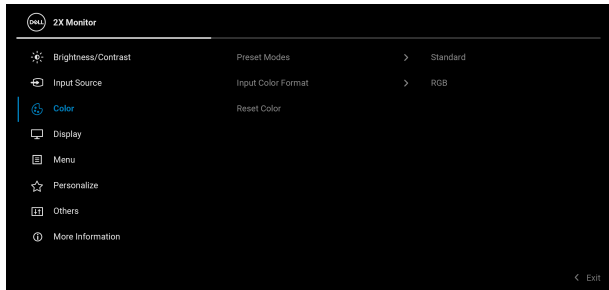 DELL 2X Monitor
Brightness/Contrast Preset Modes Standard
Input Source Input Color Format RGB
Color Reset Color
Display
Menu
Personalize
Others
More Information
Exit